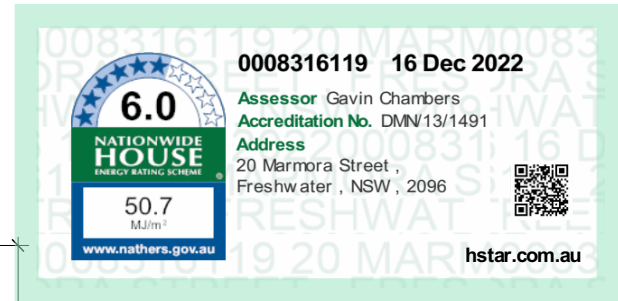 0008316119 16 Dec 2022
6.0
NATIONWIDE
HOUSE
ENERGY RATING SCHEME ®
50.7
MJ/m²
www.nathers.gov.au
Assessor Gavin Chambers
Accreditation No. DMN/13/1491
Address
20 Marmora Street ,
Freshwater , NSW , 2096
hstar.com.au